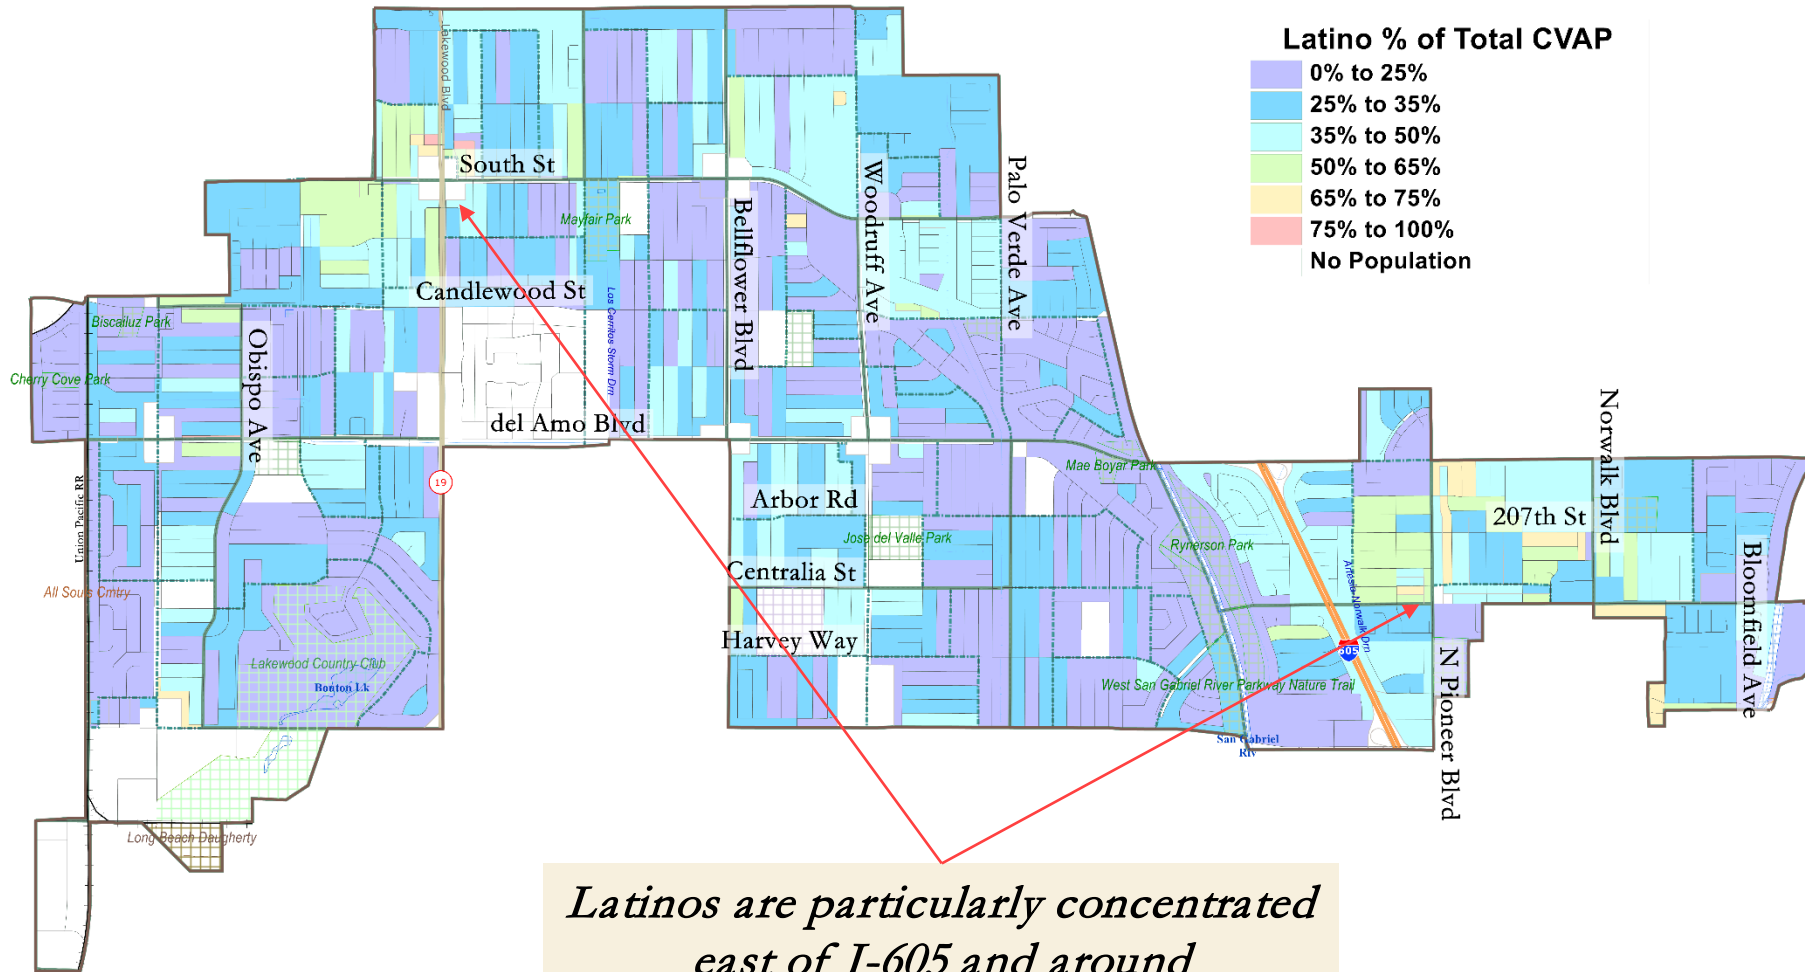 Latino % of Total CVAP
0% to 25%
25% to 35%
35% to 50%
50% to 65%
65% to 75%
75% to 100%
No Population
Lakewood Blvd
South St
Mayfair Park
Bellflower Blvd
Woodruff Ave
Palo Verde Ave
Candlewood St
Los Cerritos Storm Drn
Biscailuz Park
Cherry Cove Park
Obispo Ave
del Amo Blvd
Norwalk Blvd
Union Pacific RR
19
Mae Boyar Park
Arbor Rd
207th St
Jose del Valle Park
Rynerson Park
Centralia St
Artesia-Norwalk Drn
Bloomfield Ave
All Souls Cmtry
Harvey Way
605
Lakewood Country Club
Bouton Lk
West San Gabriel River Parkway Nature Trail
N Pioneer Blvd
San Gabriel
Riv
Long Beach Daugherty
Latinos are particularly concentrated
east of I-605 and around